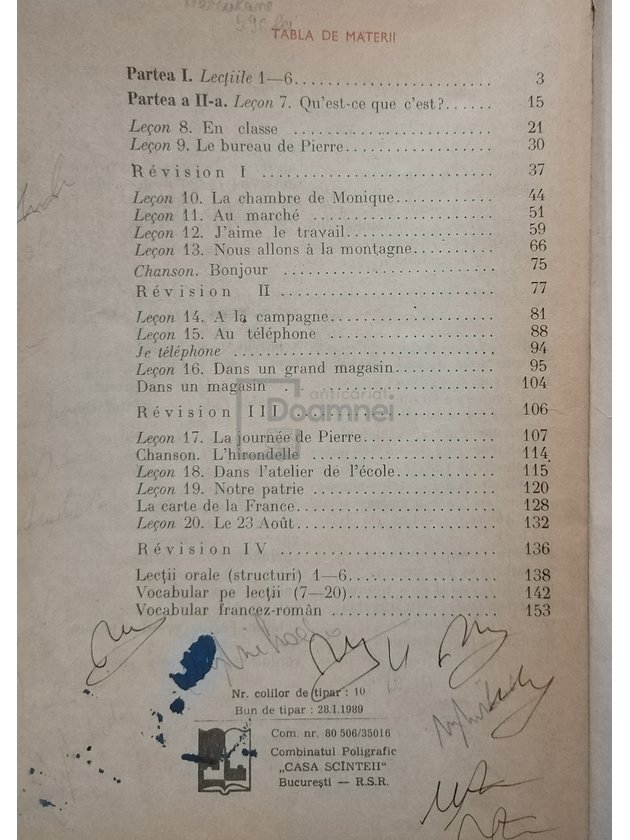 TABLA DE MATERII
Partea I. Lecțiile 1—6 3
Partea a II-a. Leçon 7. Qu'est-ce que c'est? 15
Leçon 8. En classe 21
Leçon 9. Le bureau de Pierre 30
Révision I 37
Leçon 10. La chambre de Monique 44
Leçon 11. Au marché 51
Leçon 12. J'aime le travail 59
Leçon 13. Nous allons à la montagne 66
Chanson. Bonjour 75
Révision II 77
Leçon 14. A la campagne 81
Leçon 15. Au téléphone 88
Je téléphone 94
Leçon 16. Dans un grand magasin 95
Dans un magasin 104
anticariat
Doamnei
Révision III 106
Leçon 17. La journée de Pierre 107
Chanson. L'hirondelle 114
Leçon 18. Dans l'atelier de l'école 115
Leçon 19. Notre patrie 120
La carte de la France 128
Leçon 20. Le 23 Août 132
Révision IV 136
Lecții orale (structuri) 1—6 138
Vocabular pe lecții (7—20) 142
Vocabular francez-român 153
Nr. colilor de tipar : 10
Bun de tipar : 28.1.1989
Com. nr. 80 506/35016
Combinatul Poligrafic
„CASA SCÎNTEII"
București — R.S.R.